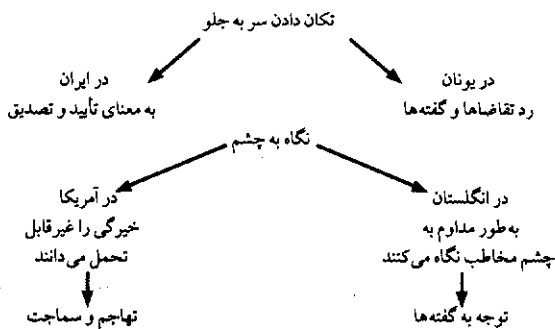 تکان دادن سر به جلو
در یونان
رد تقاضاها و گفته‌ها
در ایران
به معنای تأیید و تصدیق
نگاه به چشم
در انگلستان
به‌طور مداوم به
چشم مخاطب نگاه می‌کنند
توجه به گفته‌ها
در آمریکا
خیرگی را غیرقابل
تحمل می‌دانند
تهاجم و سماجت